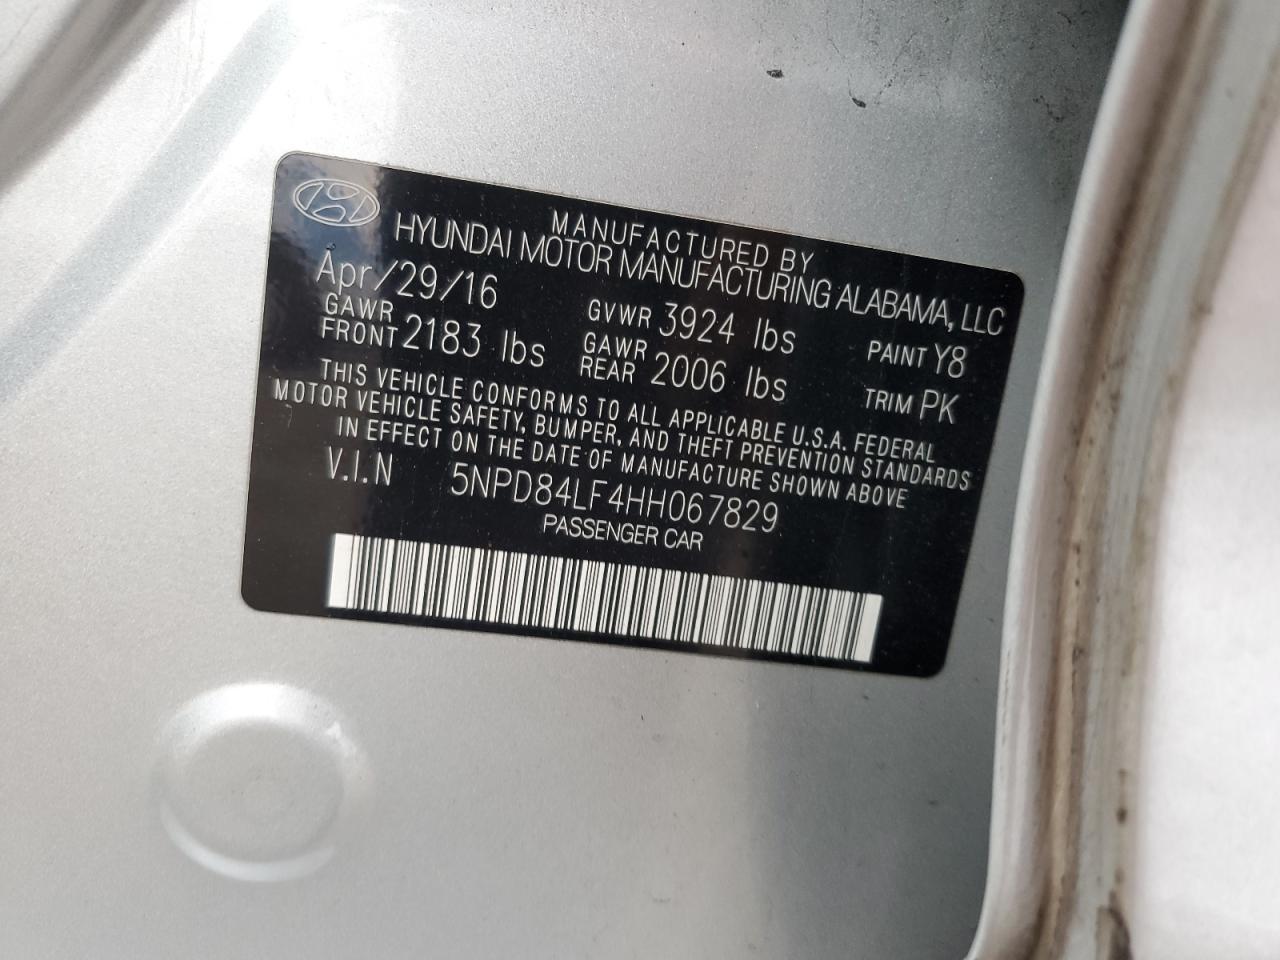 MANUFACTURED BY
HYUNDAI MOTOR MANUFACTURING ALABAMA, LLC
Apr/29/16 GVWR 3924 lbs PAINT Y8
GAWR FRONT 2183 lbs GAWR REAR 2006 lbs TRIM PK
THIS VEHICLE CONFORMS TO ALL APPLICABLE U.S.A. FEDERAL
MOTOR VEHICLE SAFETY, BUMPER, AND THEFT PREVENTION STANDARDS
IN EFFECT ON THE DATE OF MANUFACTURE SHOWN ABOVE
V.I.N 5NPD84LF4HH067829
PASSENGER CAR